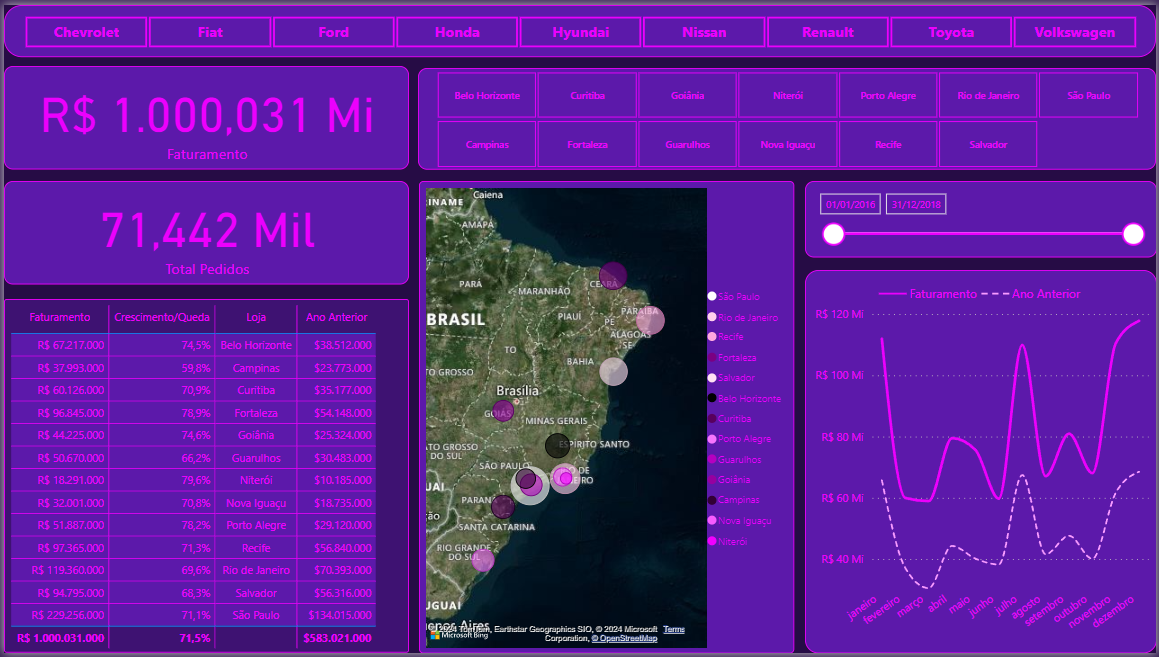 Chevrolet Fiat Ford Honda Hyundai Nissan Renault Toyota Volkswagen
R$ 1.000,031 Mi
Faturamento
Belo Horizonte Curitiba Goiânia Niterói Porto Alegre Rio de Janeiro São Paulo
Campinas Fortaleza Guarulhos Nova Iguaçu Recife Salvador
71,442 Mil
Total Pedidos
Faturamento Crescimento/Queda Loja Ano Anterior
R$ 67.217.000 74,5% Belo Horizonte $38.512.000
R$ 37.993.000 59,8% Campinas $23.773.000
R$ 60.126.000 70,9% Curitiba $35.177.000
R$ 96.845.000 78,9% Fortaleza $54.148.000
R$ 44.225.000 74,6% Goiânia $25.324.000
R$ 50.670.000 66,2% Guarulhos $30.483.000
R$ 18.291.000 79,6% Niterói $10.185.000
R$ 32.001.000 70,8% Nova Iguaçu $18.735.000
R$ 51.887.000 78,2% Porto Alegre $29.120.000
R$ 97.365.000 71,3% Recife $56.840.000
R$ 119.360.000 69,6% Rio de Janeiro $70.393.000
R$ 94.795.000 68,3% Salvador $56.316.000
R$ 229.256.000 71,1% São Paulo $134.015.000
R$ 1.000.031.000 71,5% $583.021.000
Caiena
INAME
AMAPÁ
PARÁ
MARANHÃO
CEARÁ
BRASIL
PIAUÍ
PARAÍBA
PE
ALAGOAS
SE
TO
BAHIA
TO GROSSO
Brasília
GOIÁS
MINAS GERAIS
ATO GROSSO
DO SUL
ESPÍRITO SANTO
SÃO PAULO
UAI
PARANÁ
ção
SANTA CATARINA
RIO GRANDE
DO SUL
UGUAI
Microsoft Bing
© 2024 TomTom, Earthstar Geographics SIO, © 2024 Microsoft Corporation, © OpenStreetMap Terms
São Paulo
Rio de Janeiro
Recife
Fortaleza
Salvador
Belo Horizonte
Curitiba
Porto Alegre
Guarulhos
Goiânia
Campinas
Nova Iguaçu
Niterói
01/01/2016 31/12/2018
Faturamento Ano Anterior
R$ 120 Mi
R$ 100 Mi
R$ 80 Mi
R$ 60 Mi
R$ 40 Mi
janeiro fevereiro março abril maio junho julho agosto setembro outubro novembro dezembro